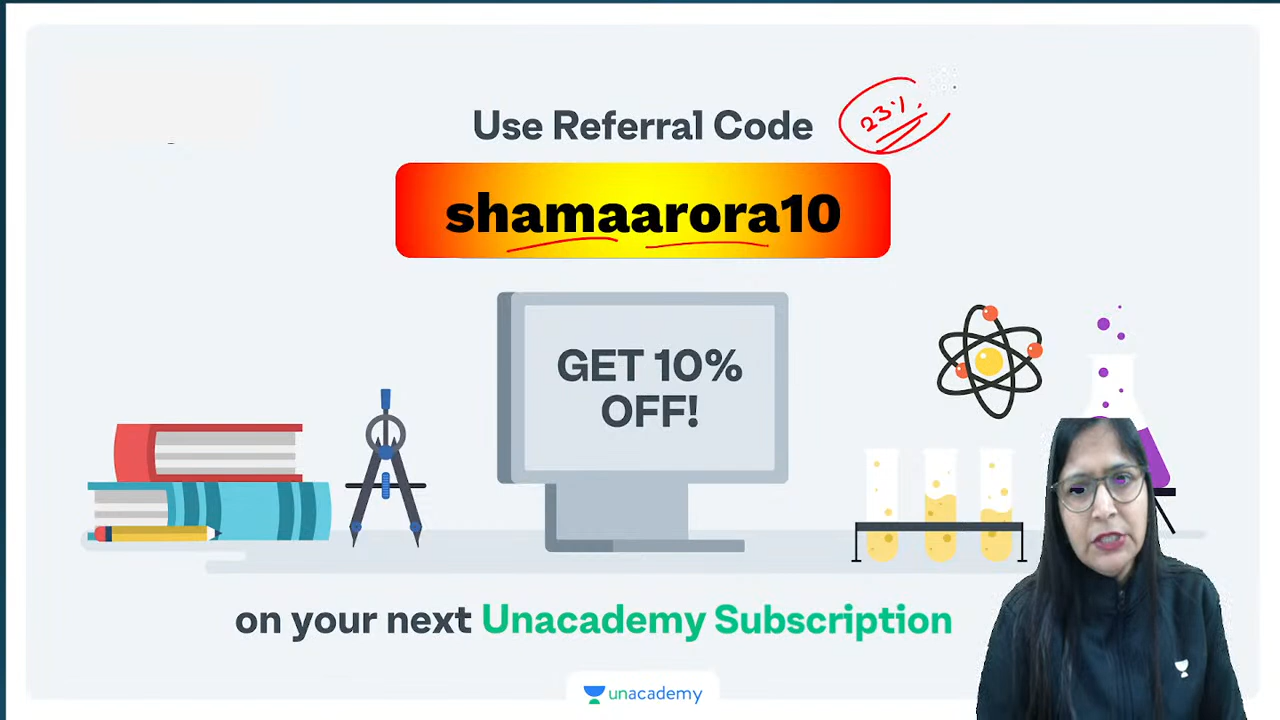 Use Referral Code
23%
shamaarora10
GET 10%
OFF!
on your next Unacademy Subscription
unacademy